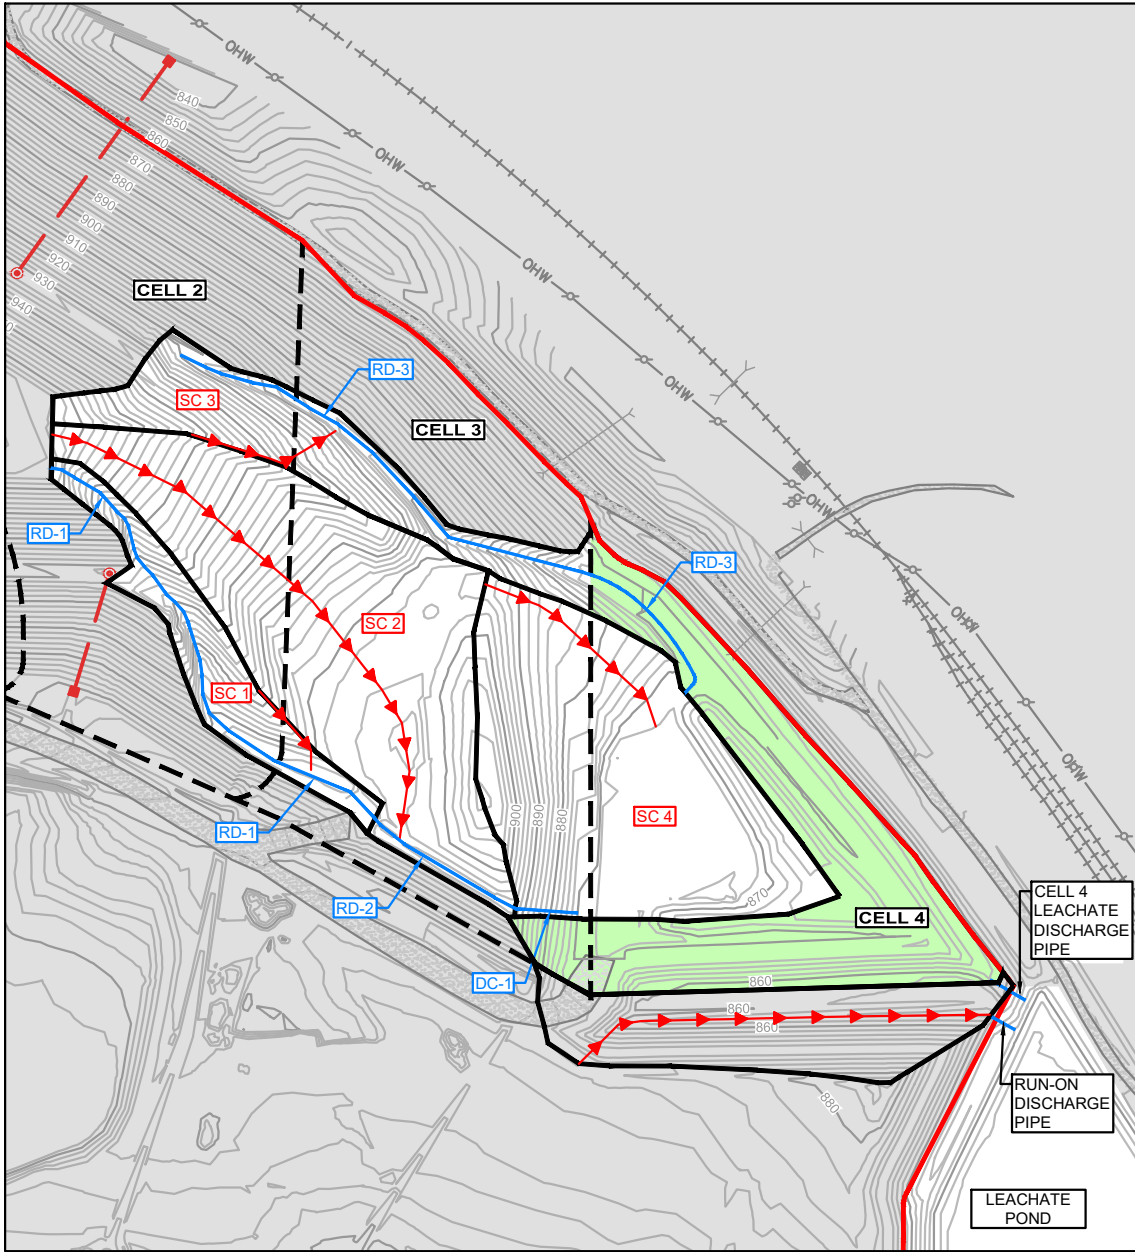 OHW
840
850
860
870
880
890
900
910
920
930
940
OHW
OHW
OHW
OHW
OHW
OHW
OHW
CELL 2
RD-3
SC 3
CELL 3
RD-1
RD-3
SC 2
SC 1
900
890
880
SC 4
RD-1
870
RD-2
CELL 4
CELL 4
LEACHATE
DISCHARGE
PIPE
DC-1
860
860
860
880
RUN-ON
DISCHARGE
PIPE
LEACHATE
POND